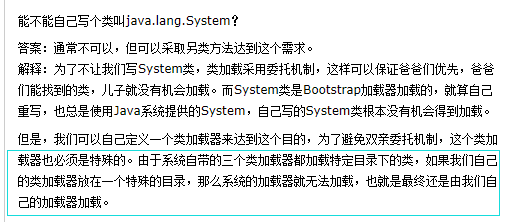 能不能自己写个类叫java.lang.System？
答案：通常不可以，但可以采取另类方法达到这个需求。
解释：为了不让我们写System类，类加载采用委托机制，这样可以保证爸爸们优先，爸爸
们能找到的类，儿子就没有机会加载。而System类是Bootstrap加载器加载的，就算自己
重写，也总是使用Java系统提供的System，自己写的System类根本没有机会得到加载。
但是，我们可以自己定义一个类加载器来达到这个目的，为了避免双亲委托机制，这个类加
载器也必须是特殊的。由于系统自带的三个类加载器都加载特定目录下的类，如果我们自己
的类加载器放在一个特殊的目录，那么系统的加载器就无法加载，也就是最终还是由我们自
己的加载器加载。